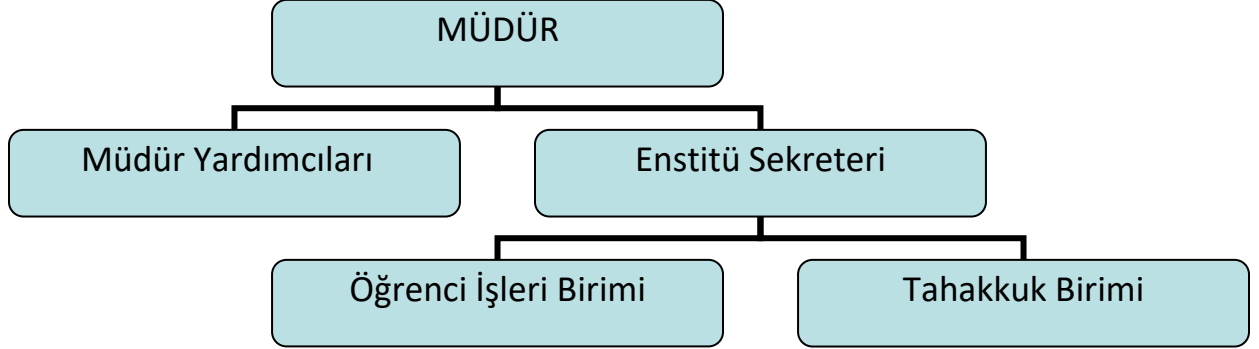 MÜDÜR
Müdür Yardımcıları
Enstitü Sekreteri
Öğrenci İşleri Birimi
Tahakkuk Birimi